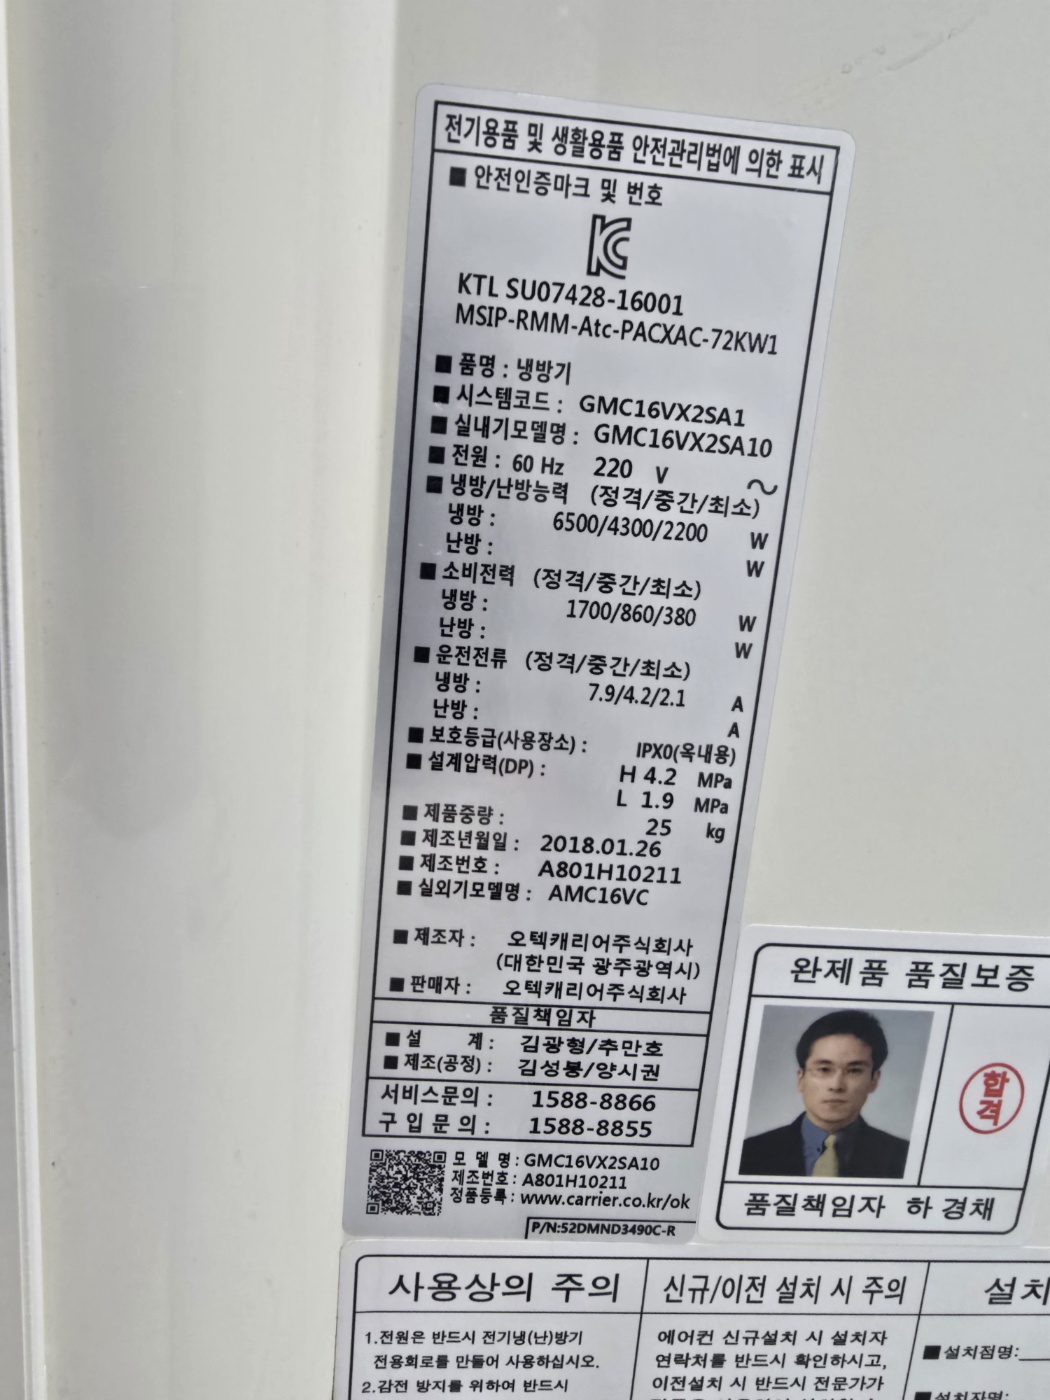 전기용품 및 생활용품 안전관리법에 의한 표시
■ 안전인증마크 및 번호
KC
KTL SU07428-16001
MSIP-RMM-Atc-PACXAC-72KW1
■ 품명 : 냉방기
■ 시스템코드 : GMC16VX2SA1
■ 실내기모델명 : GMC16VX2SA10
■ 전원 : 60 Hz 220 V ~
■ 냉방/난방능력 (정격/중간/최소)
냉방 : 6500/4300/2200 W
난방 : W
■ 소비전력 (정격/중간/최소)
냉방 : 1700/860/380 W
난방 : W
■ 운전전류 (정격/중간/최소)
냉방 : 7.9/4.2/2.1 A
난방 : A
■ 보호등급(사용장소) : IPX0(옥내용)
■ 설계압력(DP) : H 4.2 MPa
L 1.9 MPa
■ 제품중량 : 25 kg
■ 제조년월일 : 2018.01.26
■ 제조번호 : A801H10211
■ 실외기모델명 : AMC16VC
■ 제조자 : 오텍캐리어주식회사
(대한민국 광주광역시)
■ 판매자 : 오텍캐리어주식회사
품질책임자
■ 설 계 : 김광형/추만호
■ 제조(공정) : 김성봉/양시권
서비스문의 : 1588-8866
구입문의 : 1588-8855
모델명 : GMC16VX2SA10
제조번호 : A801H10211
정품등록 : www.carrier.co.kr/ok
P/N:52DMND3490C-R
완제품 품질보증
합격
품질책임자 하경채
사용상의 주의
1.전원은 반드시 전기냉(난)방기
전용회로를 만들어 사용하십시오.
2.감전 방지를 위하여 반드시
신규/이전 설치 시 주의
에어컨 신규설치 시 설치자
연락처를 반드시 확인하시고,
이전설치 시 반드시 전문가가
설치
■설치점명:
■설치자명: